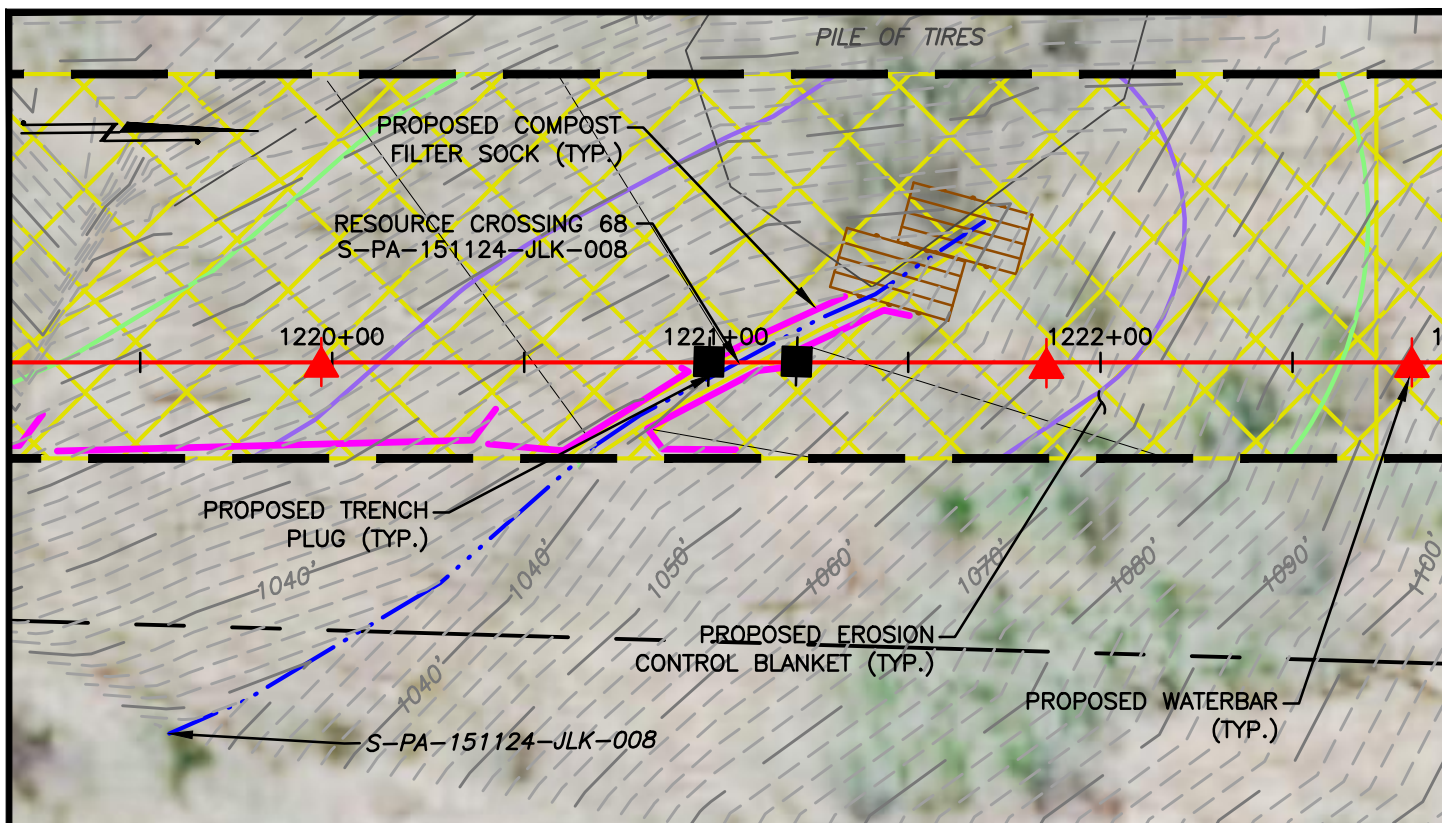 PILE OF TIRES
PROPOSED COMPOST
FILTER SOCK (TYP.)
RESOURCE CROSSING 68
S-PA-151124-JLK-008
1220+00
1221+00
1222+00
1
PROPOSED TRENCH
PLUG (TYP.)
1040'
1040'
1050'
1060'
1070'
1080'
1090'
1100'
1040'
PROPOSED EROSION
CONTROL BLANKET (TYP.)
PROPOSED WATERBAR
(TYP.)
S-PA-151124-JLK-008